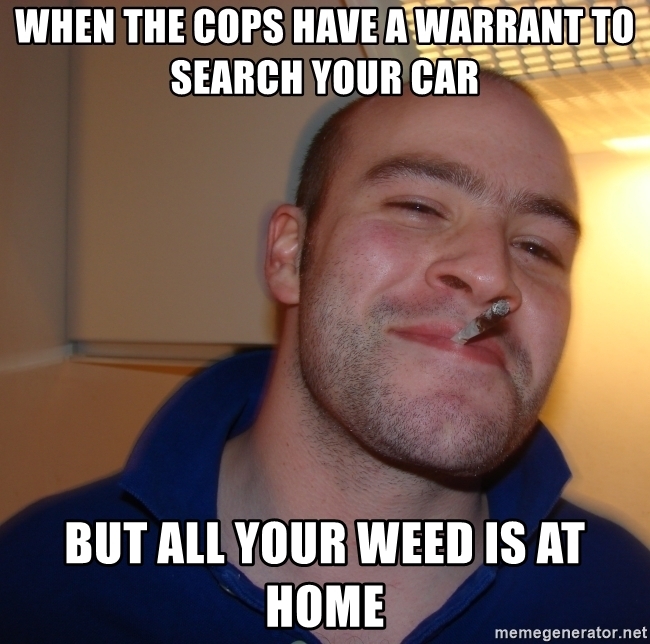 WHEN THE COPS HAVE A WARRANT TO
SEARCH YOUR CAR
BUT ALL YOUR WEED IS AT
HOME
memegenerator.net